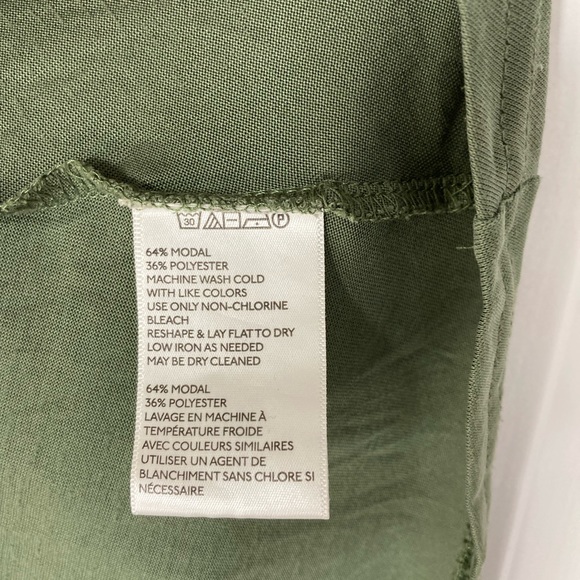 30 P
64% MODAL
36% POLYESTER
MACHINE WASH COLD
WITH LIKE COLORS
USE ONLY NON-CHLORINE
BLEACH
RESHAPE & LAY FLAT TO DRY
LOW IRON AS NEEDED
MAY BE DRY CLEANED
64% MODAL
36% POLYESTER
LAVAGE EN MACHINE À
TEMPÉRATURE FROIDE
AVEC COULEURS SIMILAIRES
UTILISER UN AGENT DE
BLANCHIMENT SANS CHLORE SI
NÉCESSAIRE